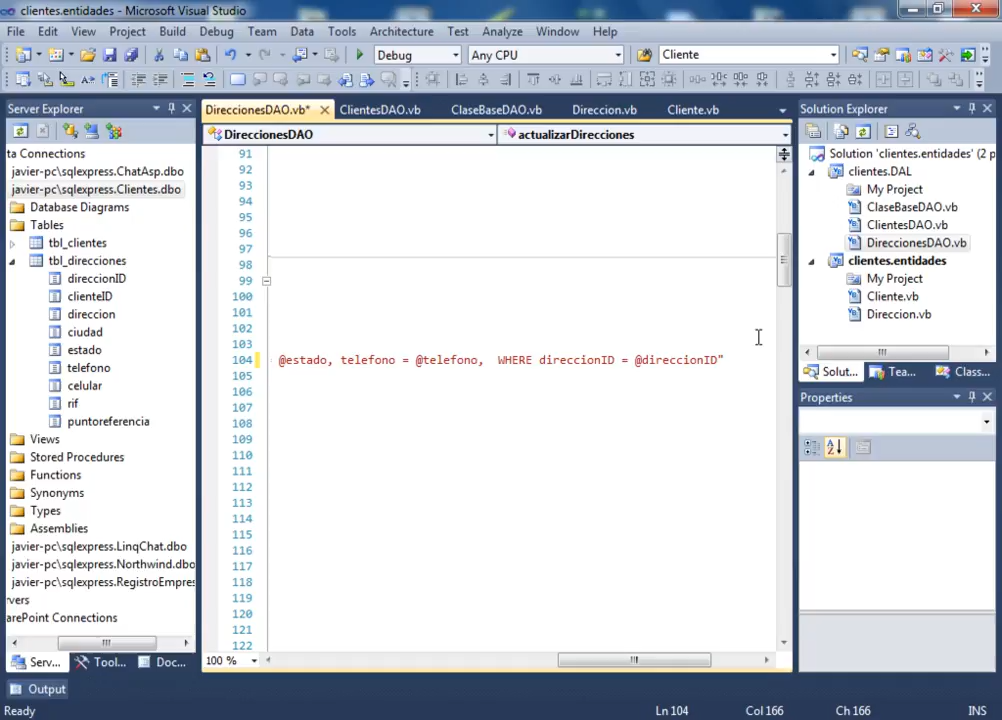 clientes.entidades - Microsoft Visual Studio
File Edit View Project Build Debug Team Data Tools Architecture Test Analyze Window Help
Debug Any CPU Cliente
Server Explorer
ta Connections
javier-pc\sqlexpress.ChatAsp.dbo
javier-pc\sqlexpress.Clientes.dbo
Database Diagrams
Tables
tbl_clientes
tbl_direcciones
direccionID
clienteID
direccion
ciudad
estado
telefono
celular
rif
puntoreferencia
Views
Stored Procedures
Functions
Synonyms
Types
Assemblies
javier-pc\sqlexpress.LinqChat.dbo
javier-pc\sqlexpress.Northwind.dbo
javier-pc\sqlexpress.RegistroEmpres
rvers
arePoint Connections
Serv... Tool... Doc...
DireccionesDAO.vb* ClientesDAO.vb ClaseBaseDAO.vb Direccion.vb Cliente.vb
DireccionesDAO actualizarDirecciones
91
92
93
94
95
96
97
98
99
100
101
102
103
104 @estado, telefono = @telefono,  WHERE direccionID = @direccionID"
105
106
107
108
109
110
111
112
113
114
115
116
117
118
119
120
121
122
100 %
Solution Explorer
Solution 'clientes.entidades' (2 p
clientes.DAL
My Project
ClaseBaseDAO.vb
ClientesDAO.vb
DireccionesDAO.vb
clientes.entidades
My Project
Cliente.vb
Direccion.vb
Solut... Tea... Class...
Properties
Output
Ready Ln 104 Col 166 Ch 166 INS